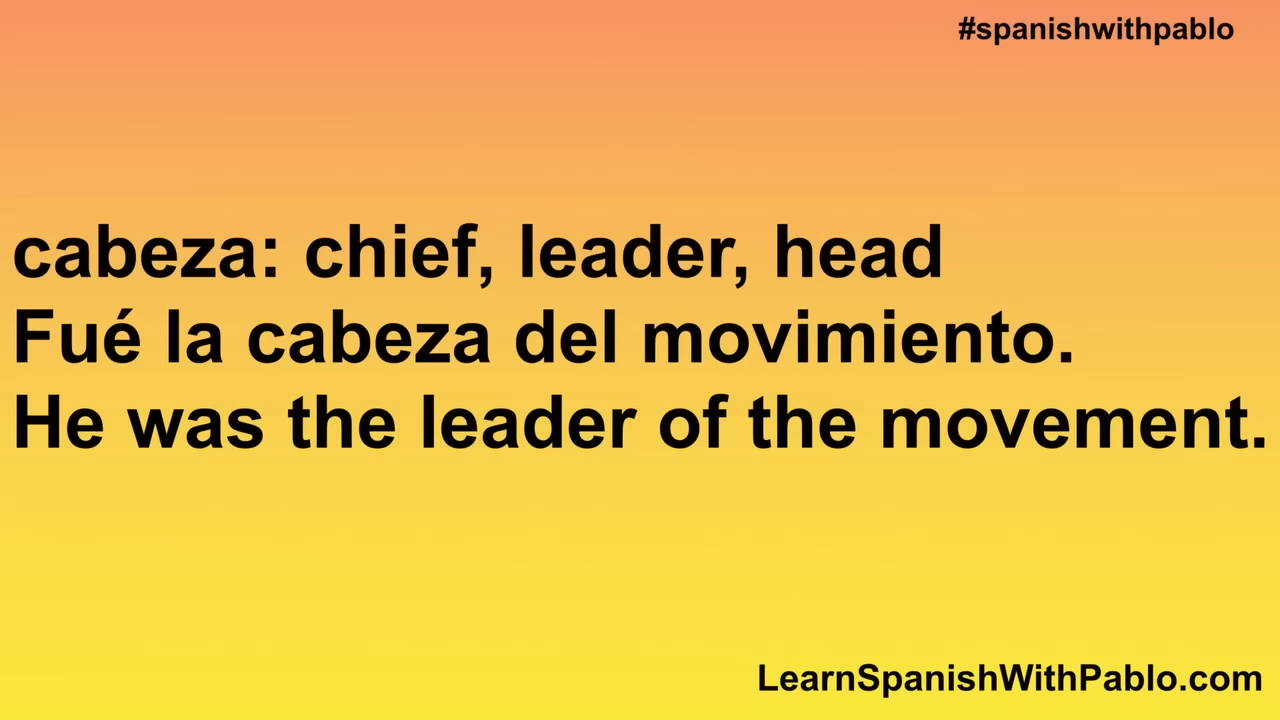 #spanishwithpablo
cabeza: chief, leader, head
Fué la cabeza del movimiento.
He was the leader of the movement.
LearnSpanishWithPablo.com